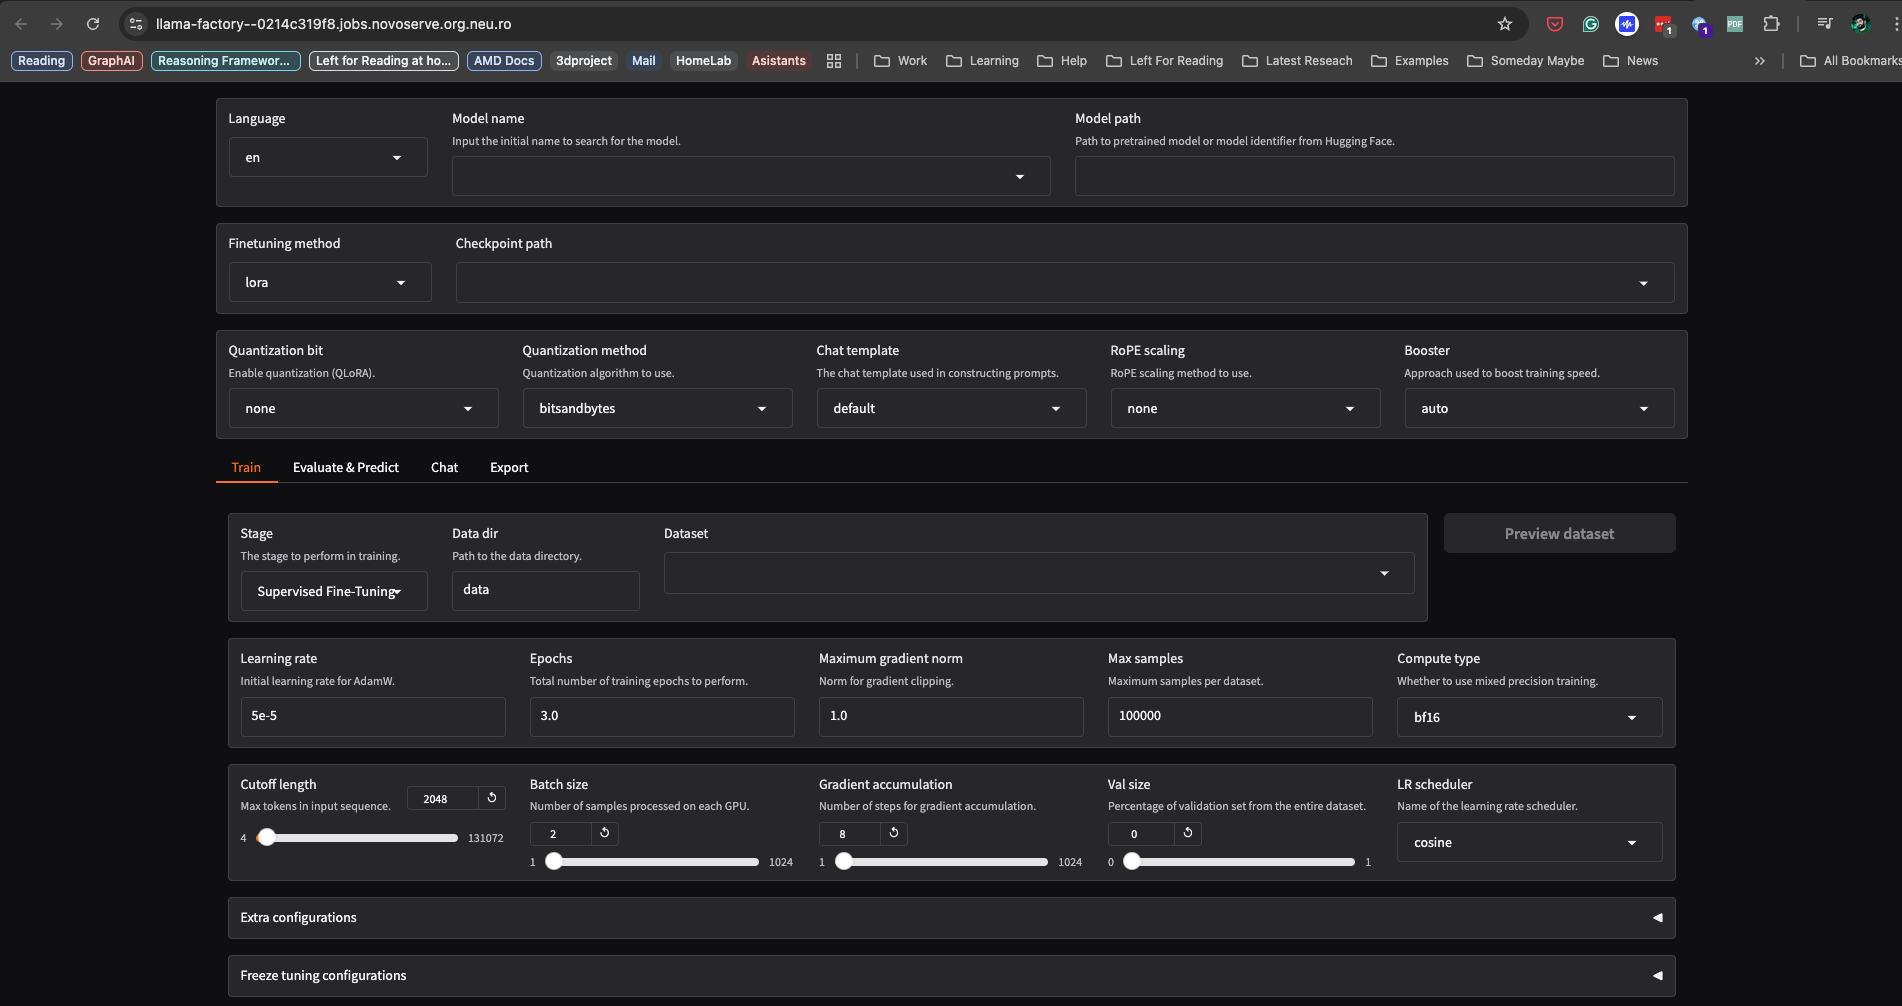 llama-factory--0214c319f8.jobs.novoserve.org.neu.ro
1
1
PDF
Reading
GraphAI
Reasoning Framewor...
Left for Reading at ho...
AMD Docs
3dproject
Mail
HomeLab
Asistants
Work
Learning
Help
Left For Reading
Latest Reseach
Examples
Someday Maybe
News
»
All Bookmarks
Language
en
Model name
Input the initial name to search for the model.
Model path
Path to pretrained model or model identifier from Hugging Face.
Finetuning method
lora
Checkpoint path
Quantization bit
Enable quantization (QLoRA).
none
Quantization method
Quantization algorithm to use.
bitsandbytes
Chat template
The chat template used in constructing prompts.
default
RoPE scaling
RoPE scaling method to use.
none
Booster
Approach used to boost training speed.
auto
Train
Evaluate & Predict
Chat
Export
Stage
The stage to perform in training.
Supervised Fine-Tuning
Data dir
Path to the data directory.
data
Dataset
Preview dataset
Learning rate
Initial learning rate for AdamW.
5e-5
Epochs
Total number of training epochs to perform.
3.0
Maximum gradient norm
Norm for gradient clipping.
1.0
Max samples
Maximum samples per dataset.
100000
Compute type
Whether to use mixed precision training.
bf16
Cutoff length
Max tokens in input sequence.
2048
4
131072
Batch size
Number of samples processed on each GPU.
2
1
1024
Gradient accumulation
Number of steps for gradient accumulation.
8
1
1024
Val size
Percentage of validation set from the entire dataset.
0
0
1
LR scheduler
Name of the learning rate scheduler.
cosine
Extra configurations
Freeze tuning configurations